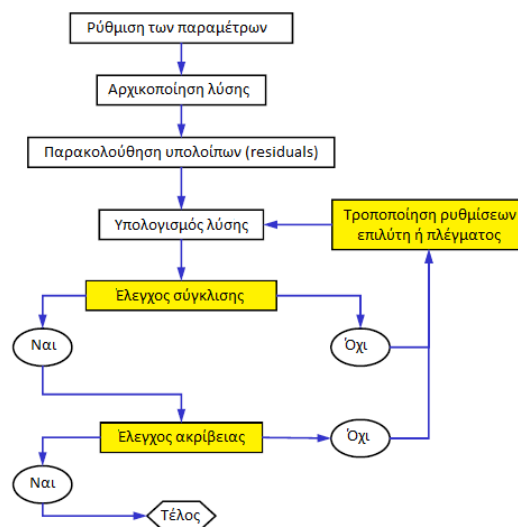 Ρύθμιση των παραμέτρων
Αρχικοποίηση λύσης
Παρακολούθηση υπολοίπων (residuals)
Υπολογισμός λύσης
Τροποποίηση ρυθμίσεων
επιλύτη ή πλέγματος
Έλεγχος σύγκλισης
Ναι
Όχι
Έλεγχος ακρίβειας
Όχι
Ναι
Τέλος